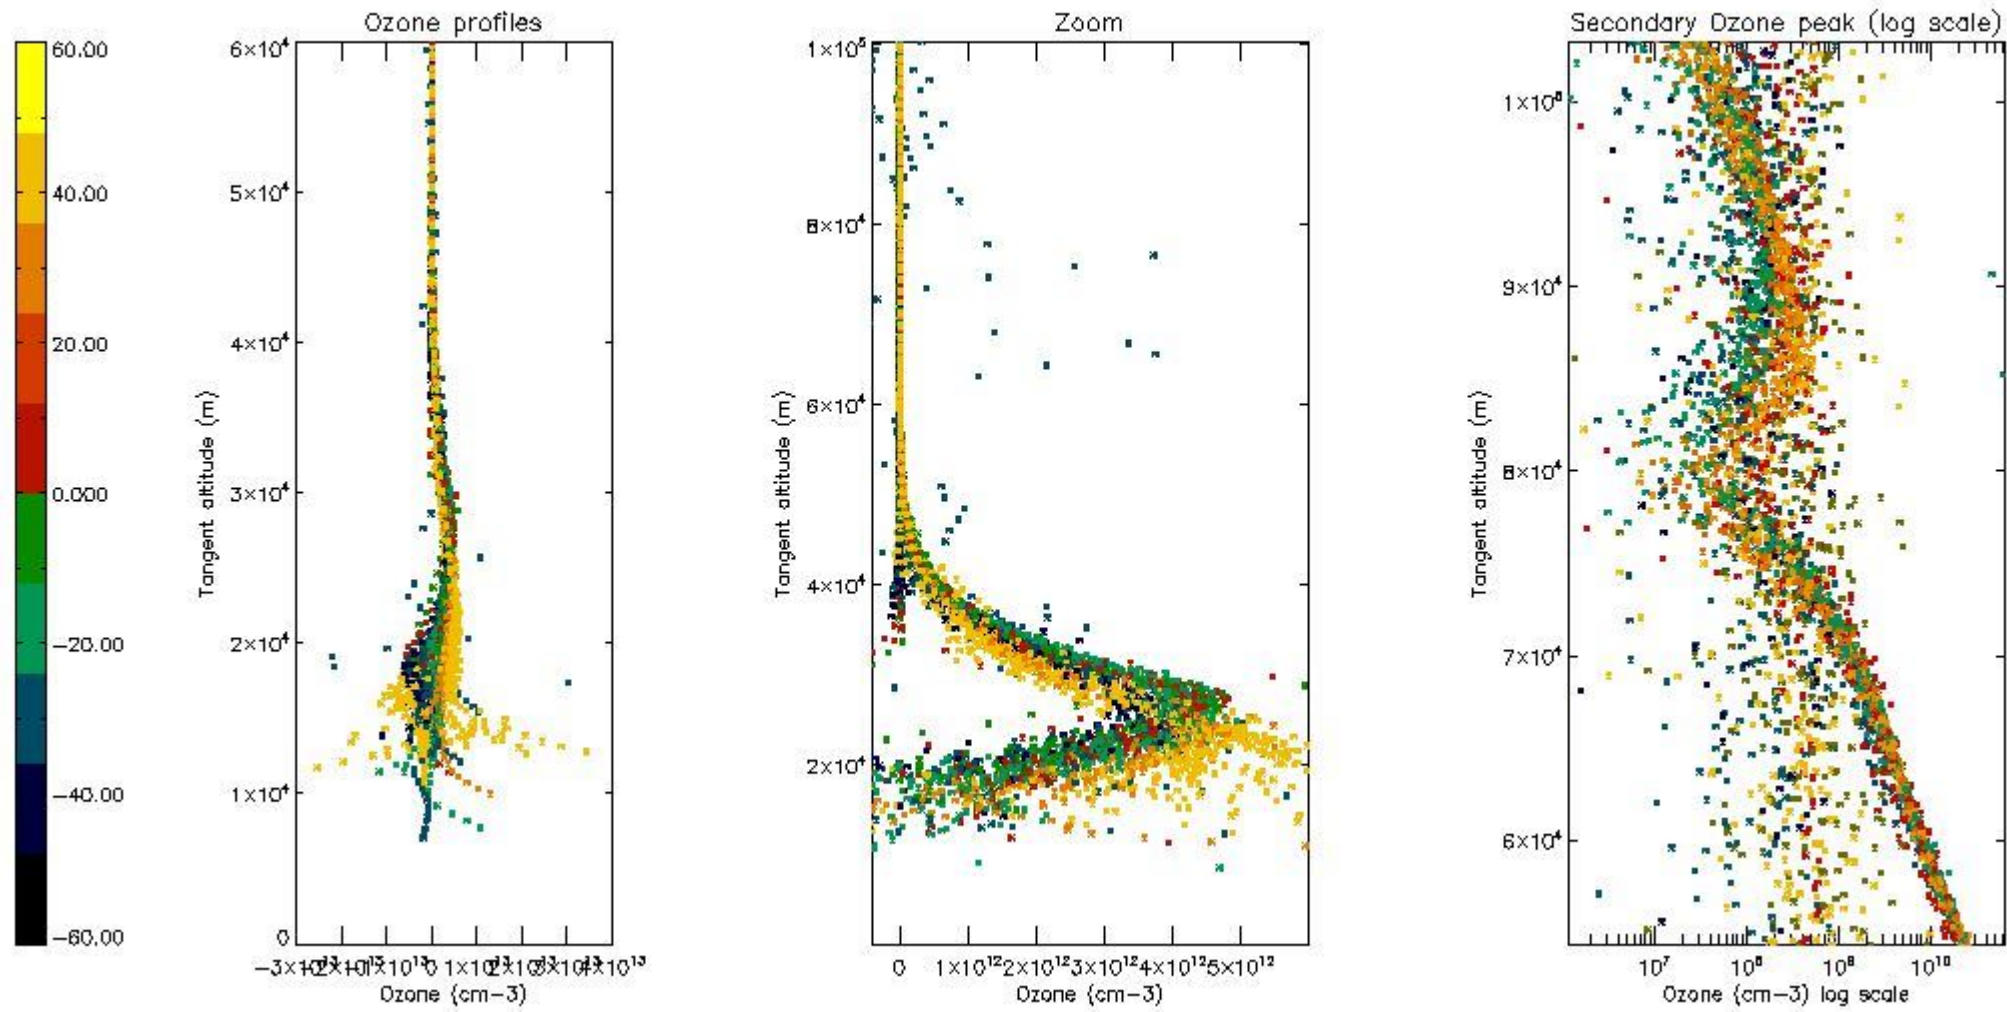 Ozone profiles
Zoom
Secondary Ozone peak (log scale)
60.00
40.00
20.00
−20.00
−40.00
−60.00
6×10⁴
5×10⁴
4×10⁴
3×10⁴
2×10⁴
1×10⁴
0
Tangent altitude (m)
0
4×10¹³
Ozone (cm−3)
1×10⁵
8×10⁴
6×10⁴
4×10⁴
2×10⁴
Tangent altitude (m)
0 1×10¹² 2×10¹² 3×10¹² 4×10¹² 5×10¹²
Ozone (cm−3)
9×10⁴
8×10⁴
7×10⁴
6×10⁴
Tangent altitude (m)
10⁷ 10⁸ 10⁹ 10¹⁰
Ozone (cm−3) log scale